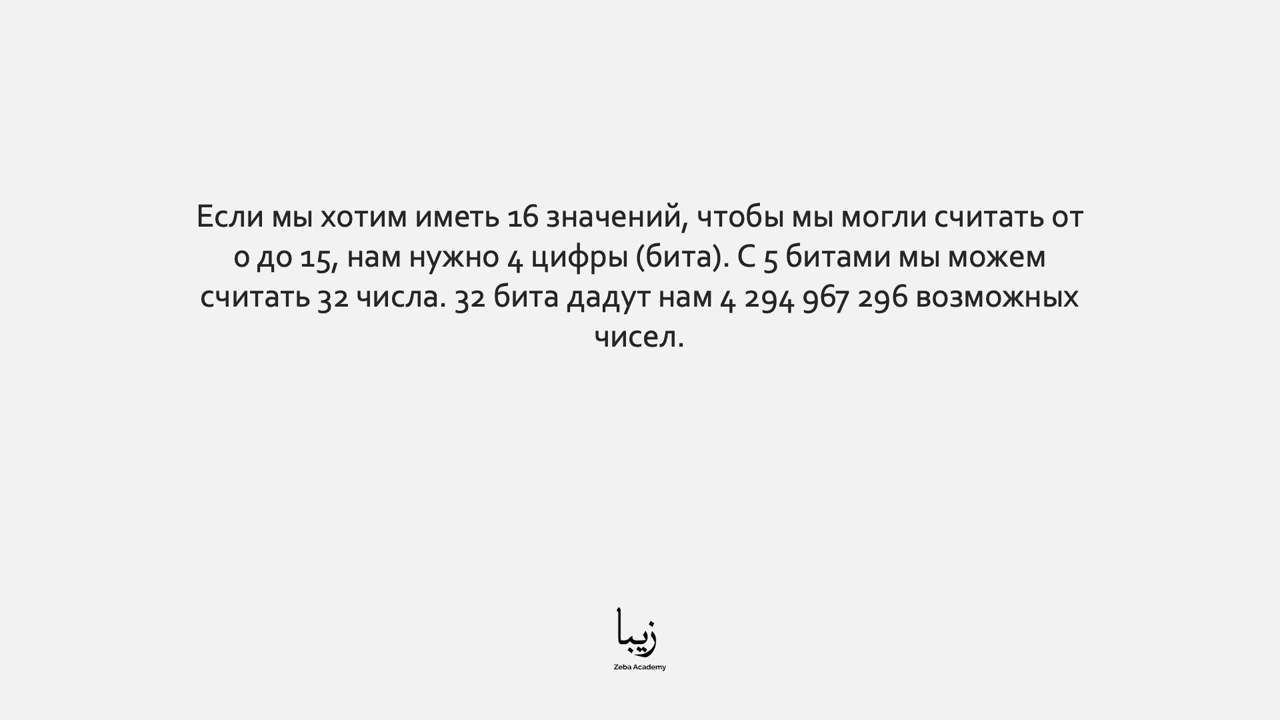 Если мы хотим иметь 16 значений, чтобы мы могли считать от
0 до 15, нам нужно 4 цифры (бита). С 5 битами мы можем
считать 32 числа. 32 бита дадут нам 4 294 967 296 возможных
чисел.
زیبا
Zeba Academy